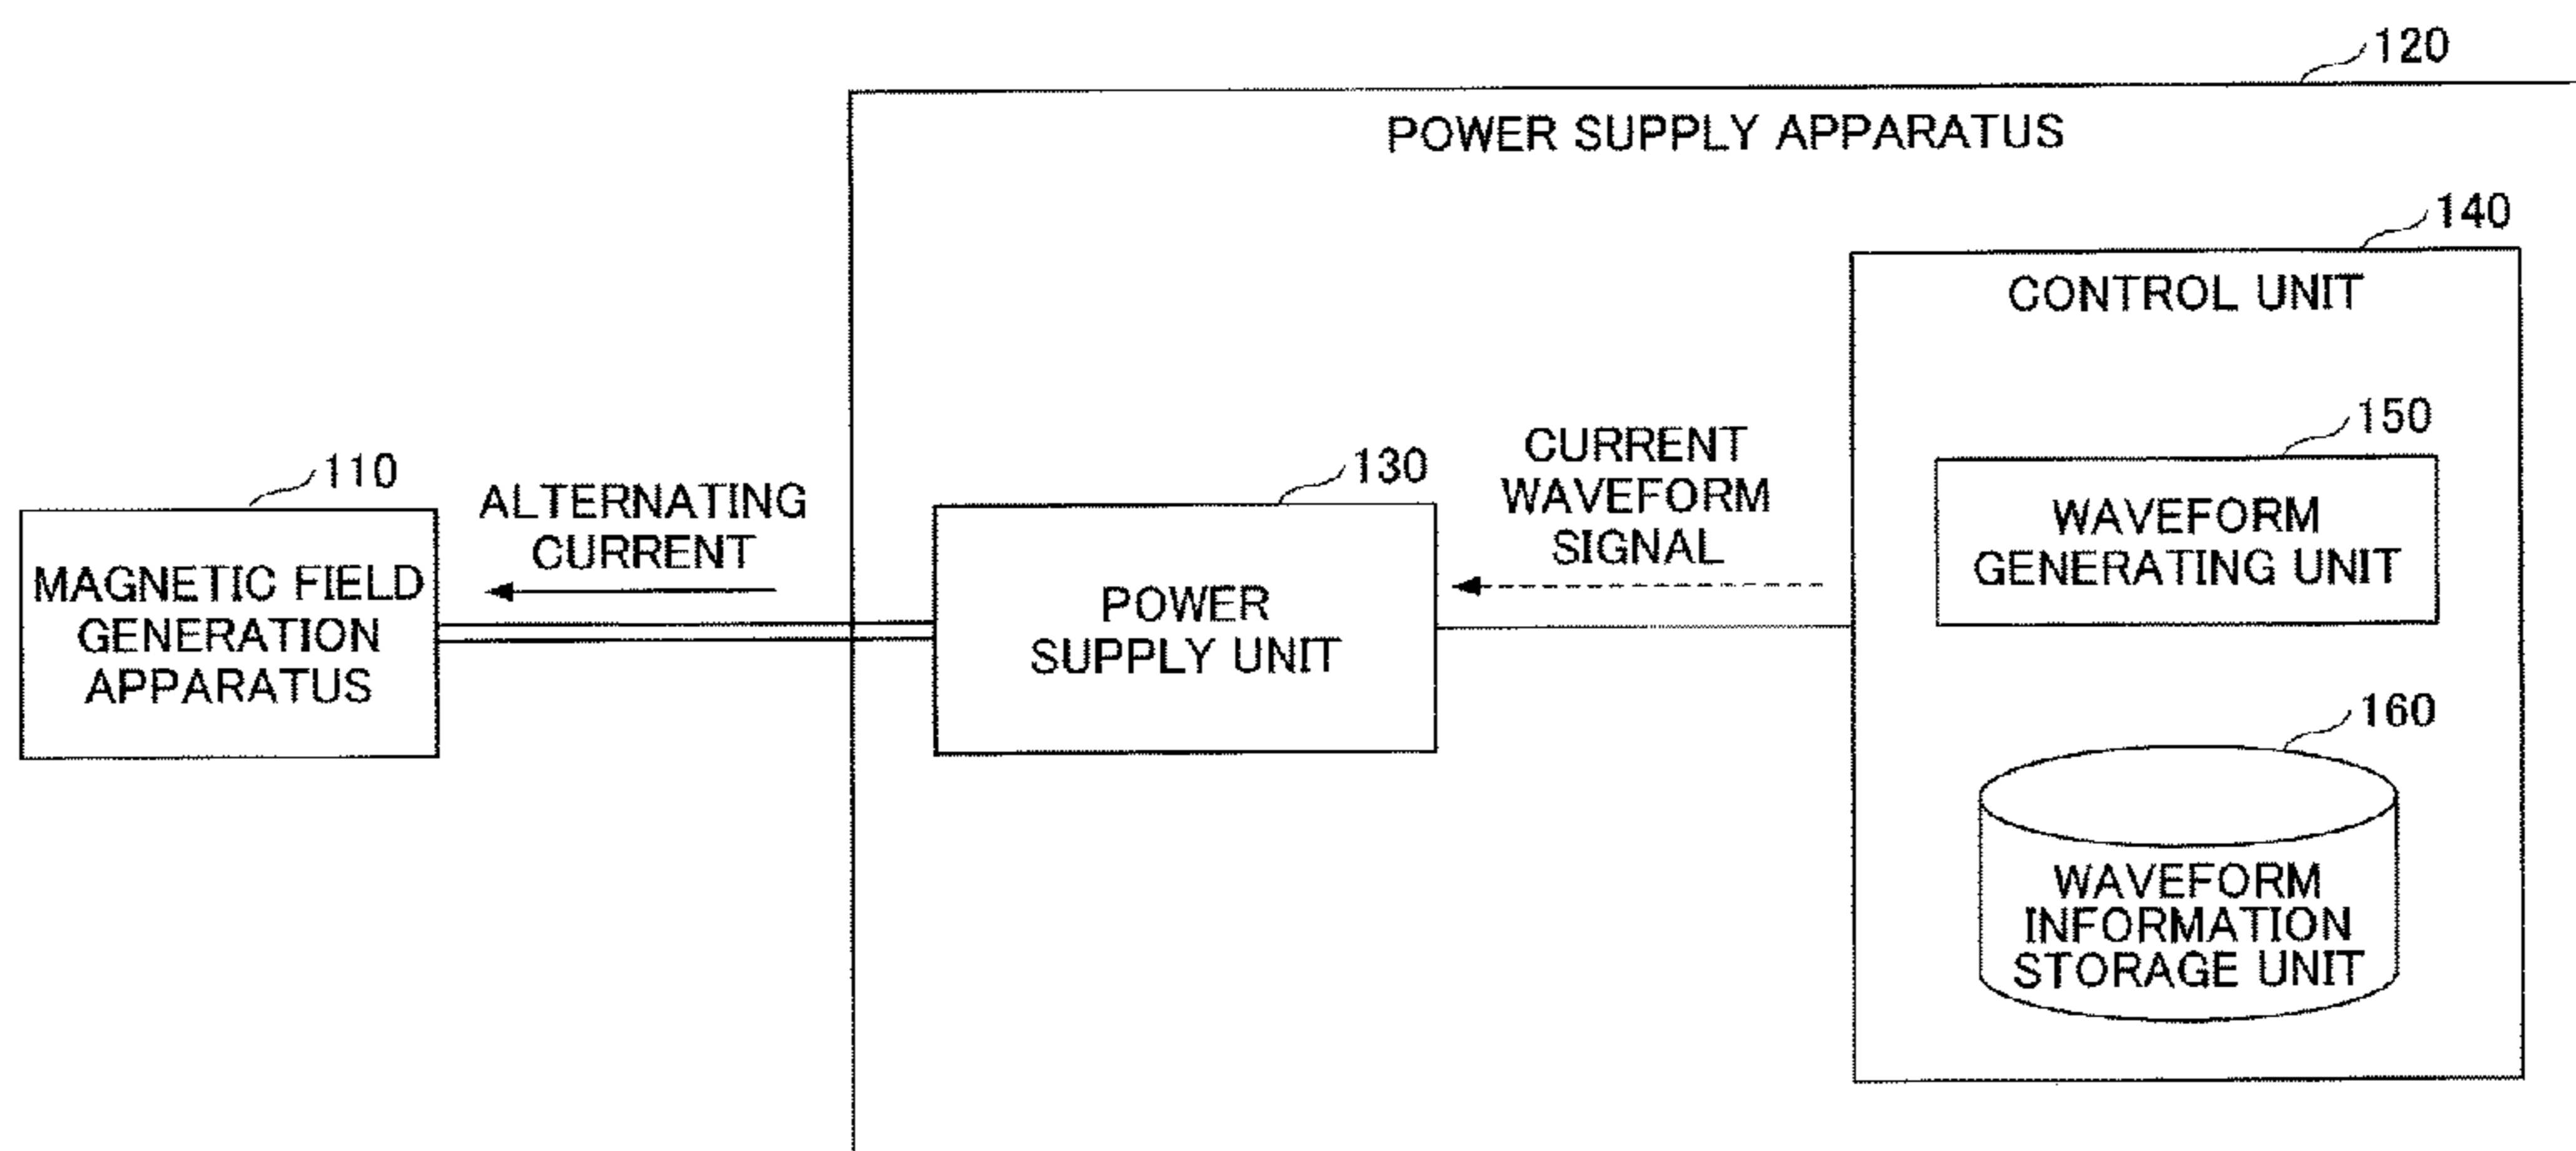 120
POWER SUPPLY APPARATUS
140
CONTROL UNIT
110
MAGNETIC FIELD
GENERATION
APPARATUS
ALTERNATING
CURRENT
130
POWER
SUPPLY UNIT
CURRENT
WAVEFORM
SIGNAL
150
WAVEFORM
GENERATING UNIT
160
WAVEFORM
INFORMATION
STORAGE UNIT